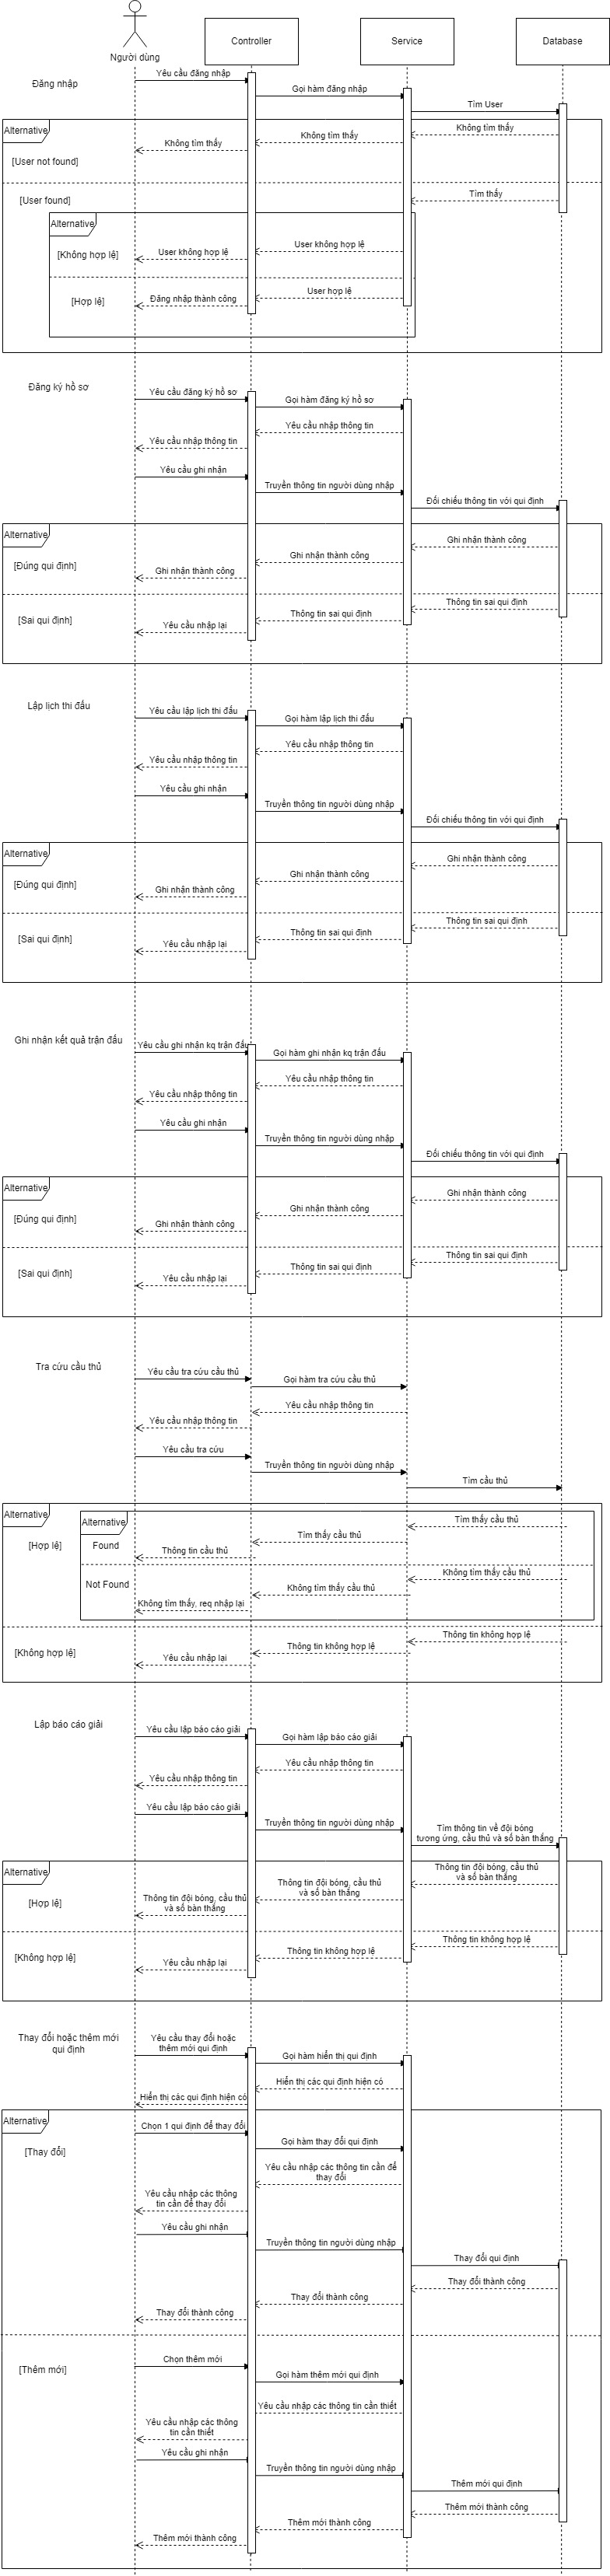 Người dùng
Controller
Service
Database
Đăng nhập
Yêu cầu đăng nhập
Gọi hàm đăng nhập
Tìm User
Alternative
Không tìm thấy
Không tìm thấy
Không tìm thấy
[User not found]
[User found]
Tìm thấy
Alternative
[Không hợp lệ]
User không hợp lệ
User không hợp lệ
[Hợp lệ]
User hợp lệ
Đăng nhập thành công
Đăng ký hồ sơ
Yêu cầu đăng ký hồ sơ
Gọi hàm đăng ký hồ sơ
Yêu cầu nhập thông tin
Yêu cầu nhập thông tin
Yêu cầu ghi nhận
Truyền thông tin người dùng nhập
Đối chiếu thông tin với qui định
Alternative
Ghi nhận thành công
Ghi nhận thành công
[Đúng qui định]
Ghi nhận thành công
Thông tin sai qui định
Thông tin sai qui định
[Sai qui định]
Yêu cầu nhập lại
Lập lịch thi đấu
Yêu cầu lập lịch thi đấu
Gọi hàm lập lịch thi đấu
Yêu cầu nhập thông tin
Yêu cầu nhập thông tin
Yêu cầu ghi nhận
Truyền thông tin người dùng nhập
Đối chiếu thông tin với qui định
Alternative
Ghi nhận thành công
Ghi nhận thành công
[Đúng qui định]
Ghi nhận thành công
Thông tin sai qui định
Thông tin sai qui định
[Sai qui định]
Yêu cầu nhập lại
Ghi nhận kết quả trận đấu
Yêu cầu ghi nhận kq trận đấu
Gọi hàm ghi nhận kq trận đấu
Yêu cầu nhập thông tin
Yêu cầu nhập thông tin
Yêu cầu ghi nhận
Truyền thông tin người dùng nhập
Đối chiếu thông tin với qui định
Alternative
Ghi nhận thành công
Ghi nhận thành công
[Đúng qui định]
Ghi nhận thành công
Thông tin sai qui định
Thông tin sai qui định
[Sai qui định]
Yêu cầu nhập lại
Tra cứu cầu thủ
Yêu cầu tra cứu cầu thủ
Gọi hàm tra cứu cầu thủ
Yêu cầu nhập thông tin
Yêu cầu nhập thông tin
Yêu cầu tra cứu
Truyền thông tin người dùng nhập
Tìm cầu thủ
Alternative
Alternative
Tìm thấy cầu thủ
Tìm thấy cầu thủ
[Hợp lệ]
Found
Thông tin cầu thủ
Không tìm thấy cầu thủ
Not Found
Không tìm thấy cầu thủ
Không tìm thấy, req nhập lại
Thông tin không hợp lệ
Thông tin không hợp lệ
[Không hợp lệ]
Yêu cầu nhập lại
Lập báo cáo giải
Yêu cầu lập báo cáo giải
Gọi hàm lập báo cáo giải
Yêu cầu nhập thông tin
Yêu cầu nhập thông tin
Yêu cầu lập báo cáo giải
Truyền thông tin người dùng nhập
Tìm thông tin về đội bóng
tương ứng, cầu thủ và số bàn thắng
Alternative
Thông tin đội bóng, cầu thủ
và số bàn thắng
Thông tin đội bóng, cầu thủ
và số bàn thắng
[Hợp lệ]
Thông tin đội bóng, cầu thủ
và số bàn thắng
Thông tin không hợp lệ
Thông tin không hợp lệ
[Không hợp lệ]
Yêu cầu nhập lại
Thay đổi hoặc thêm mới
qui định
Yêu cầu thay đổi hoặc
thêm mới qui định
Gọi hàm hiển thị qui định
Hiển thị các qui định hiện có
Hiển thị các qui định hiện có
Alternative
Chọn 1 qui định để thay đổi
Gọi hàm thay đổi qui định
[Thay đổi]
Yêu cầu nhập các thông tin cần để
thay đổi
Yêu cầu nhập các thông
tin cần để thay đổi
Yêu cầu ghi nhận
Truyền thông tin người dùng nhập
Thay đổi qui định
Thay đổi thành công
Thay đổi thành công
Thay đổi thành công
[Thêm mới]
Chọn thêm mới
Gọi hàm thêm mới qui định
Yêu cầu nhập các thông tin cần thiết
Yêu cầu nhập các thông
tin cần thiết
Yêu cầu ghi nhận
Truyền thông tin người dùng nhập
Thêm mới qui định
Thêm mới thành công
Thêm mới thành công
Thêm mới thành công